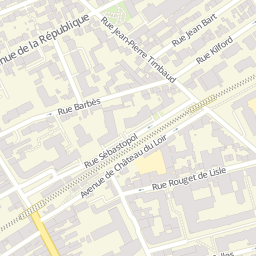 nue de la République
Rue Jean-Pierre Timbaud
Rue Jean Bart
Rue Kilford
Rue Barbès
Rue Sébastopol
Avenue de Château du Loir
Rue Rouget de Lisle